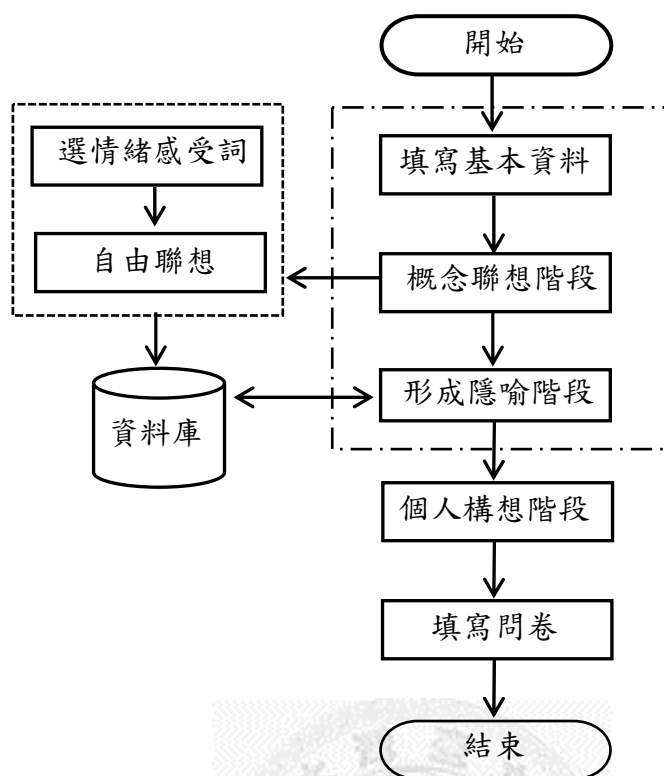 開始
選情緒感受詞
填寫基本資料
自由聯想
概念聯想階段
資料庫
形成隱喻階段
個人構想階段
填寫問卷
結束